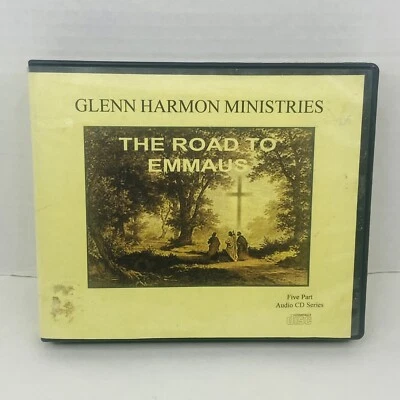 GLENN HARMON MINISTRIES
THE ROAD TO
EMMAUS
Five Part
Audio CD Series